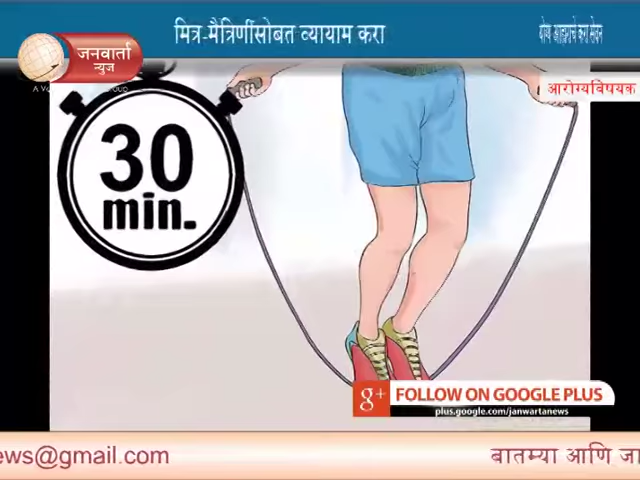 मित्र-मैत्रिणींसोबत व्यायाम करा
जनवार्ता
न्यूज
आरोग्यविषयक
30
min.
g+ FOLLOW ON GOOGLE PLUS
plus.google.com/janwartanews
ews@gmail.com
बातम्या आणि जा